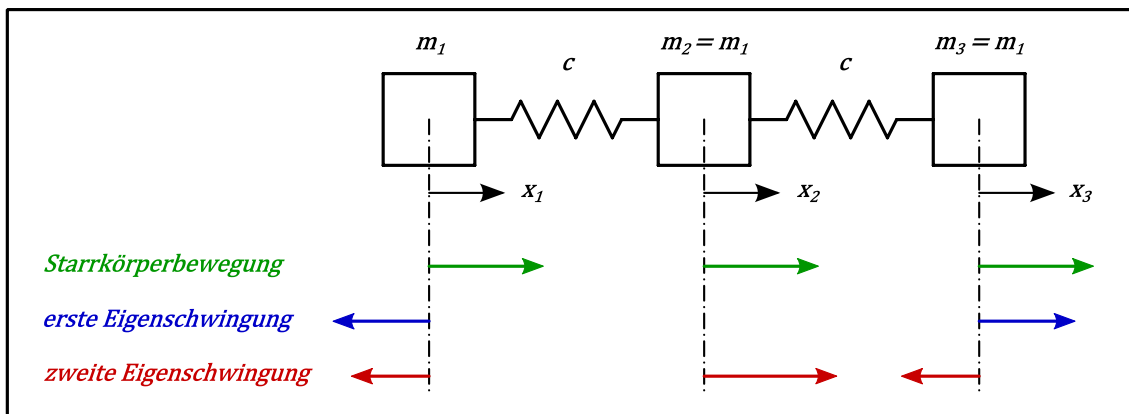 m₁ m₂ = m₁ m₃ = m₁
c c
x₁ x₂ x₃
Starrkörperbewegung
erste Eigenschwingung
zweite Eigenschwingung